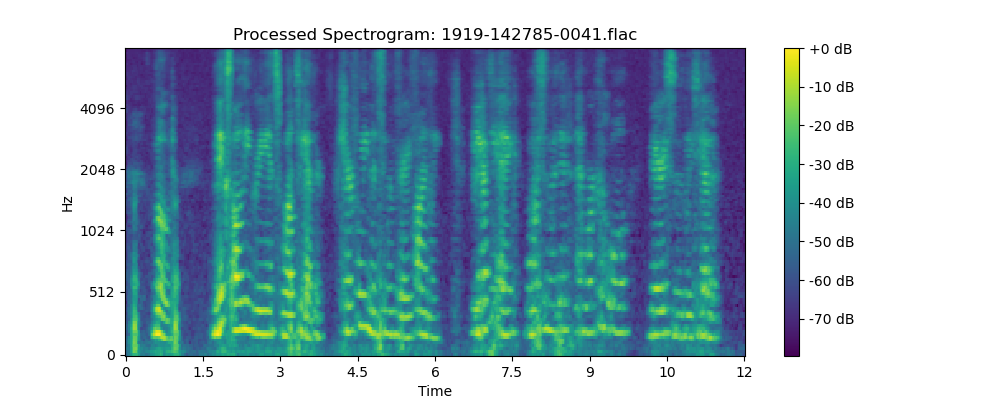 Processed Spectrogram: 1919-142785-0041.flac
Hz
4096
2048
1024
512
0
0 1.5 3 4.5 6 7.5 9 10 12
Time
+0 dB
-10 dB
-20 dB
-30 dB
-40 dB
-50 dB
-60 dB
-70 dB